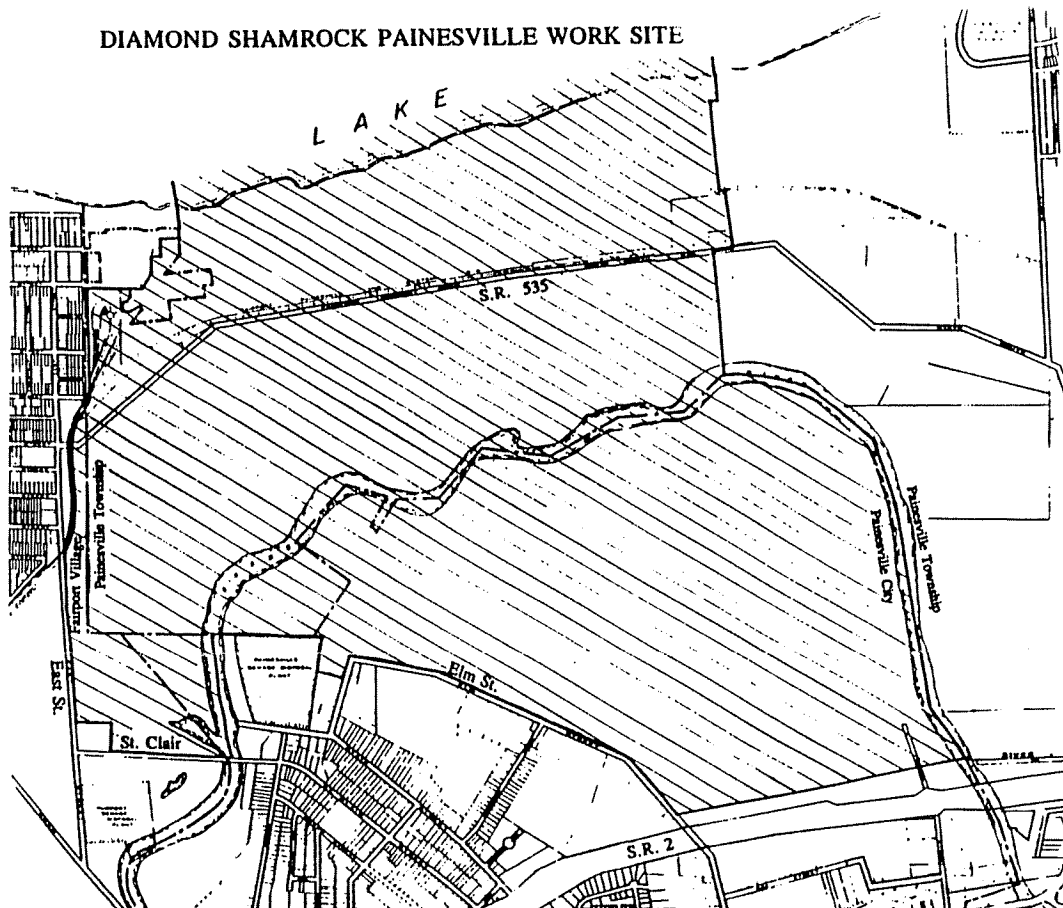 DIAMOND SHAMROCK PAINESVILLE WORK SITE
LAKE
S.R. 535
Fairport Village
Painesville Township
Painesville Township
Painesville City
East St.
Elm St.
St. Clair
S.R. 2